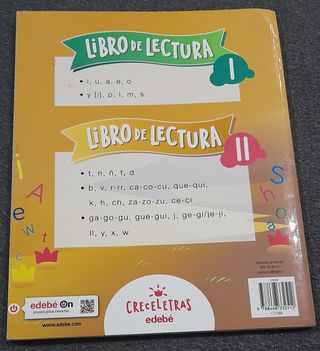 LIBRO DE LECTURA
I
• i, u, a, e, o
• y [i], p, l, m, s
LIBRO DE LECTURA
II
• t, n, ñ, f, d
• b, v, r-rr, ca-co-cu, que-qui,
k, h, ch, za-zo-zu, ce-ci
• ga-go-gu, gue-gui, j, ge-gi/je-ji,
ll, y, x, w
i
A
e
w
c
t
S
h
a
edebé On
www.edebe.com
CRECELETRAS
edebé